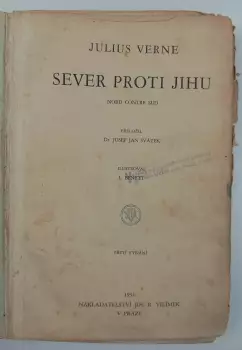 JULIUS VERNE
SEVER PROTI JIHU
(NORD CONTRE SUD)
PŘELOŽIL
Dr JOSEF JAN SVÁTEK
ILUSTROVAL
L. BENETT
PRVNÍ VYDÁNÍ
NAKLADATELSTVÍ JOS. R. VILÍMEK
V PRAZE